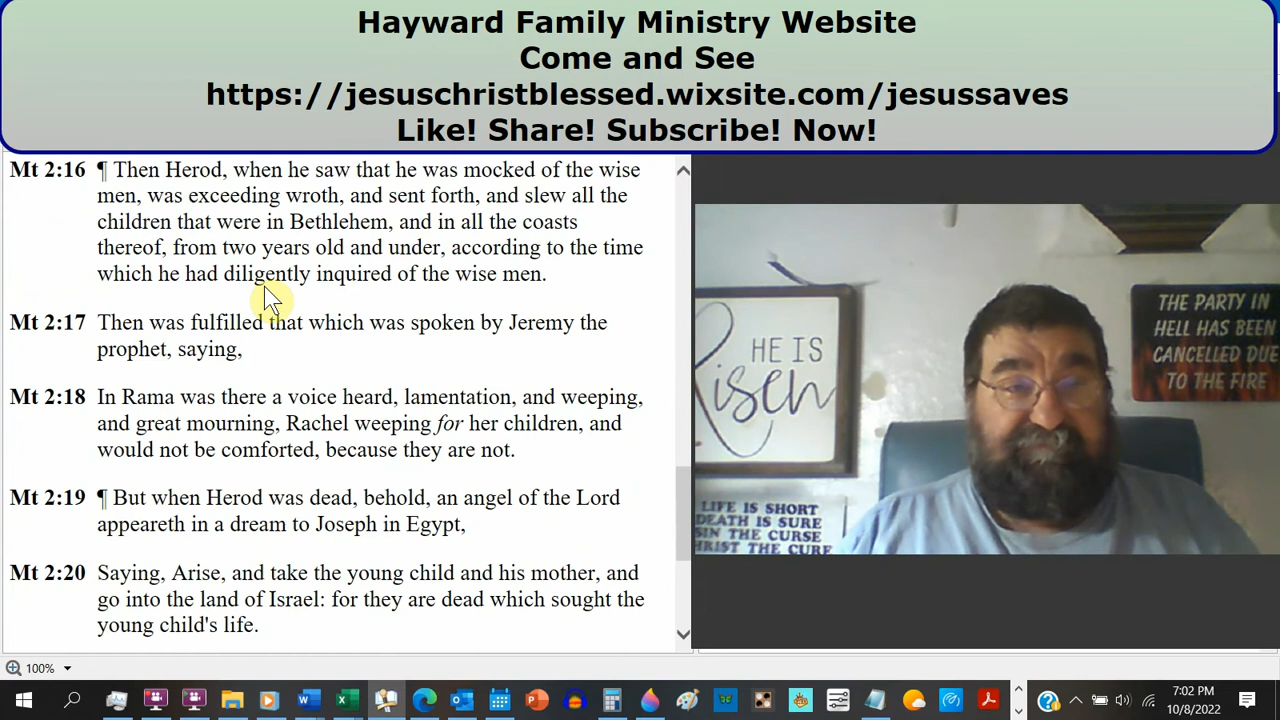 Hayward Family Ministry Website
Come and See
https://jesuschristblessed.wixsite.com/jesussaves
Like! Share! Subscribe! Now!
Mt 2:16 ¶ Then Herod, when he saw that he was mocked of the wise
men, was exceeding wroth, and sent forth, and slew all the
children that were in Bethlehem, and in all the coasts
thereof, from two years old and under, according to the time
which he had diligently inquired of the wise men.
Mt 2:17 Then was fulfilled that which was spoken by Jeremy the
prophet, saying,
Mt 2:18 In Rama was there a voice heard, lamentation, and weeping,
and great mourning, Rachel weeping for her children, and
would not be comforted, because they are not.
Mt 2:19 ¶ But when Herod was dead, behold, an angel of the Lord
appeareth in a dream to Joseph in Egypt,
Mt 2:20 Saying, Arise, and take the young child and his mother, and
go into the land of Israel: for they are dead which sought the
young child's life.
HE IS
Risen
LIFE IS SHORT
DEATH IS SURE
SIN THE CURSE
CHRIST THE CURE
THE PARTY IN
HELL HAS BEEN
CANCELLED DUE
TO THE FIRE
100%
7:02 PM
10/8/2022